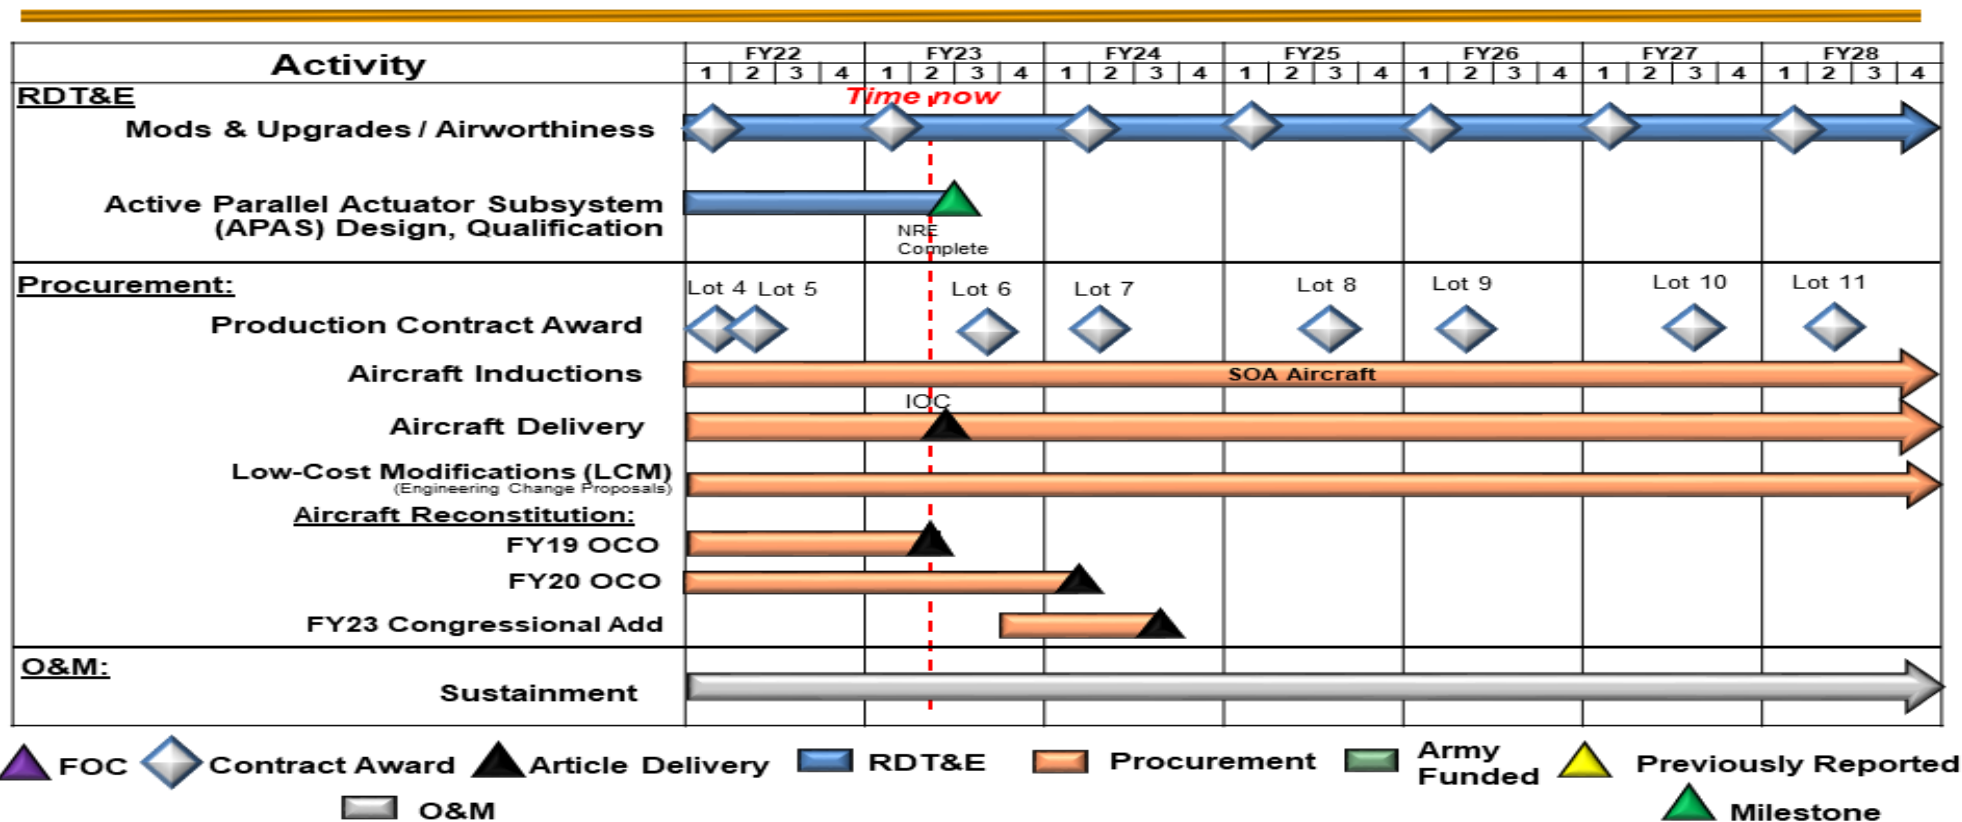 Activity
FY22 FY23 FY24 FY25 FY26 FY27 FY28
1 2 3 4 1 2 3 4 1 2 3 4 1 2 3 4 1 2 3 4 1 2 3 4 1 2 3 4
RDT&E
Time now
Mods & Upgrades / Airworthiness
Active Parallel Actuator Subsystem
(APAS) Design, Qualification
NRE
Complete
Procurement:
Lot 4 Lot 5 Lot 6 Lot 7 Lot 8 Lot 9 Lot 10 Lot 11
Production Contract Award
Aircraft Inductions
SOA Aircraft
IOC
Aircraft Delivery
Low-Cost Modifications (LCM)
(Engineering Change Proposals)
Aircraft Reconstitution:
FY19 OCO
FY20 OCO
FY23 Congressional Add
O&M:
Sustainment
FOC Contract Award Article Delivery RDT&E Procurement Army
Funded Previously Reported
O&M Milestone